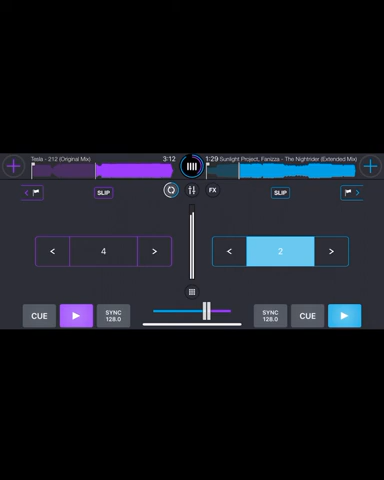 Tesla - 212 (Original Mix) 3:12
1:29 Sunlight Project, Fanizza - The Nightrider (Extended Mix)
SLIP FX SLIP
< 4 > < 2 >
CUE SYNC 128.0 SYNC 128.0 CUE